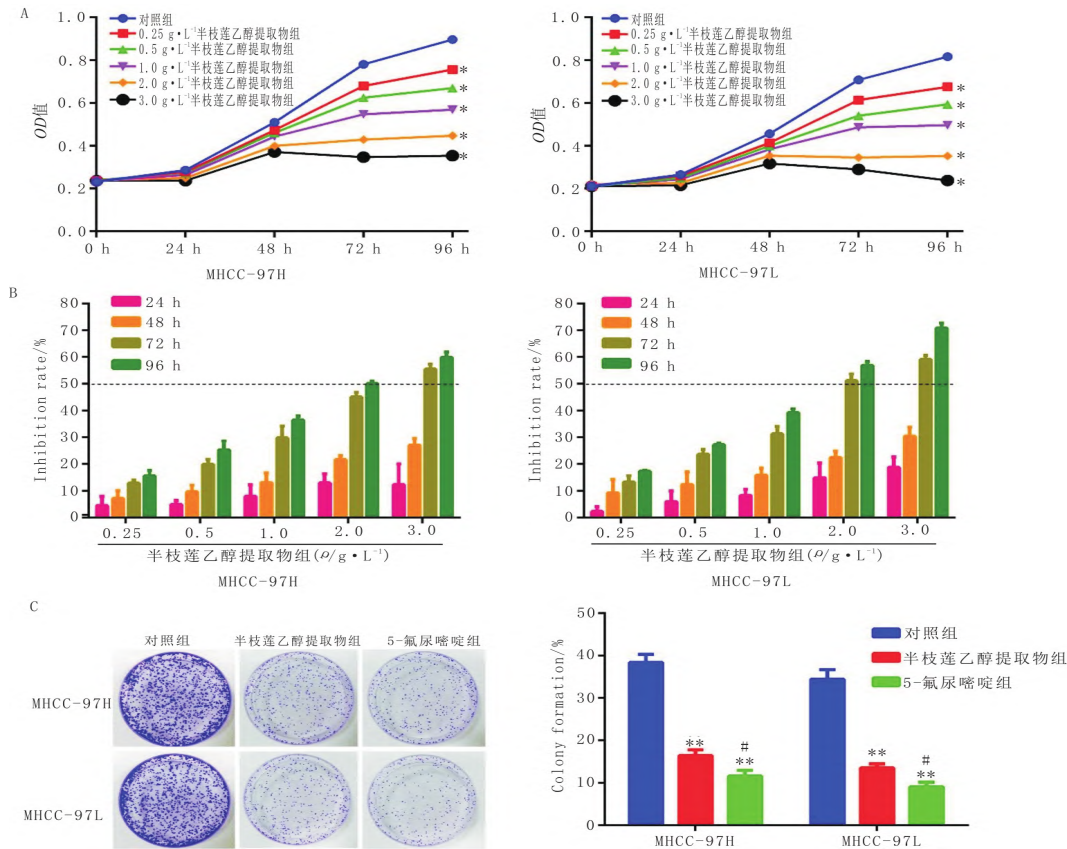 A
1.0
0.8
0.6
0.4
0.2
0.0
OD值
对照组
0.25 g·L⁻¹半枝莲乙醇提取物组
0.5 g·L⁻¹半枝莲乙醇提取物组
1.0 g·L⁻¹半枝莲乙醇提取物组
2.0 g·L⁻¹半枝莲乙醇提取物组
3.0 g·L⁻¹半枝莲乙醇提取物组
*
*
*
*
*
0 h 24 h 48 h 72 h 96 h
MHCC-97H
1.0
0.8
0.6
0.4
0.2
0.0
OD值
对照组
0.25 g·L⁻¹半枝莲乙醇提取物组
0.5 g·L⁻¹半枝莲乙醇提取物组
1.0 g·L⁻¹半枝莲乙醇提取物组
2.0 g·L⁻¹半枝莲乙醇提取物组
3.0 g·L⁻¹半枝莲乙醇提取物组
*
*
*
*
*
0 h 24 h 48 h 72 h 96 h
MHCC-97L
B
80
70
60
50
40
30
20
10
0
Inhibition rate/%
24 h
48 h
72 h
96 h
0.25 0.5 1.0 2.0 3.0
半枝莲乙醇提取物组(ρ/g·L⁻¹)
MHCC-97H
80
70
60
50
40
30
20
10
0
Inhibition rate/%
24 h
48 h
72 h
96 h
0.25 0.5 1.0 2.0 3.0
半枝莲乙醇提取物组(ρ/g·L⁻¹)
MHCC-97L
C
对照组 半枝莲乙醇提取物组 5-氟尿嘧啶组
MHCC-97H
MHCC-97L
50
40
30
20
10
0
Colony formation/%
对照组
半枝莲乙醇提取物组
5-氟尿嘧啶组
**
#
**
**
#
**
MHCC-97H MHCC-97L